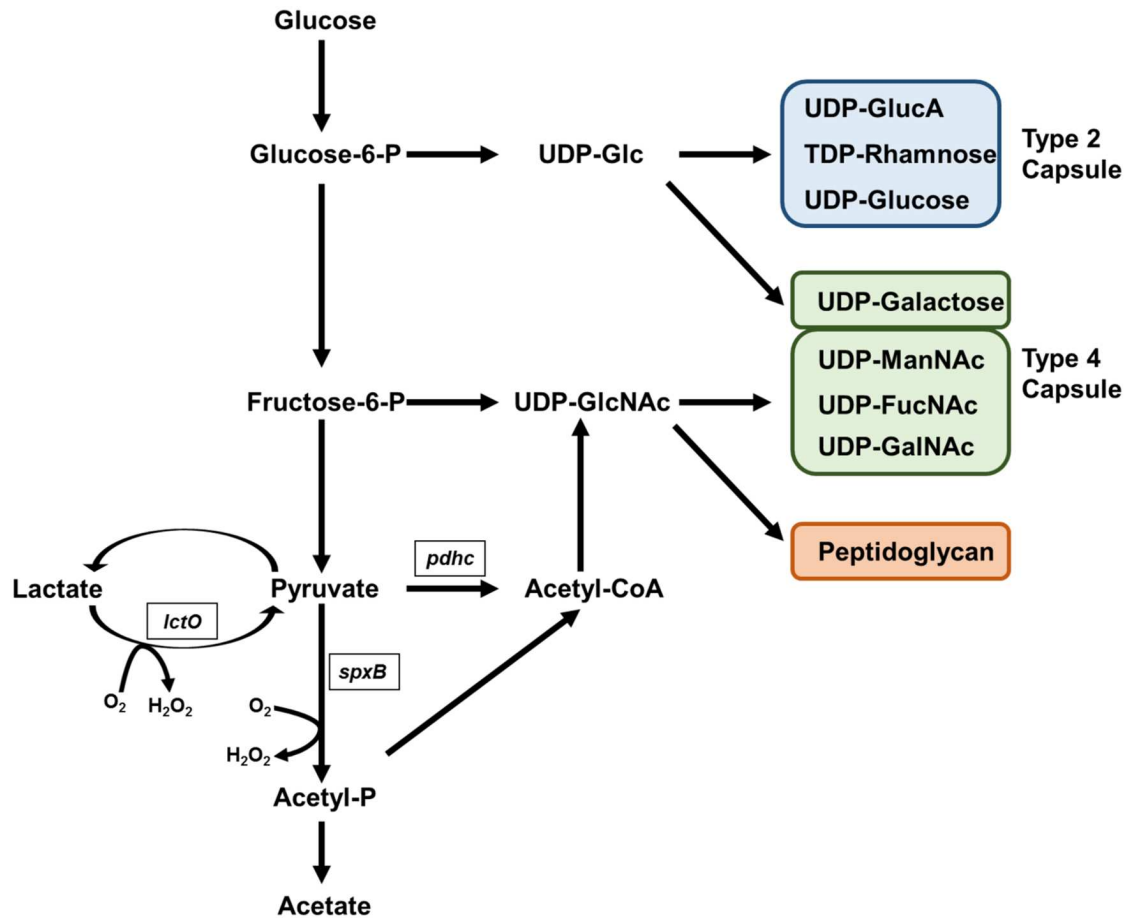 Glucose
Glucose-6-P
UDP-Glc
UDP-GlucA
TDP-Rhamnose
UDP-Glucose
Type 2
Capsule
UDP-Galactose
UDP-ManNAc
UDP-FucNAc
UDP-GalNAc
Type 4
Capsule
Fructose-6-P
UDP-GlcNAc
Peptidoglycan
Lactate
lctO
Pyruvate
pdhc
Acetyl-CoA
O₂
H₂O₂
spxB
O₂
H₂O₂
Acetyl-P
Acetate